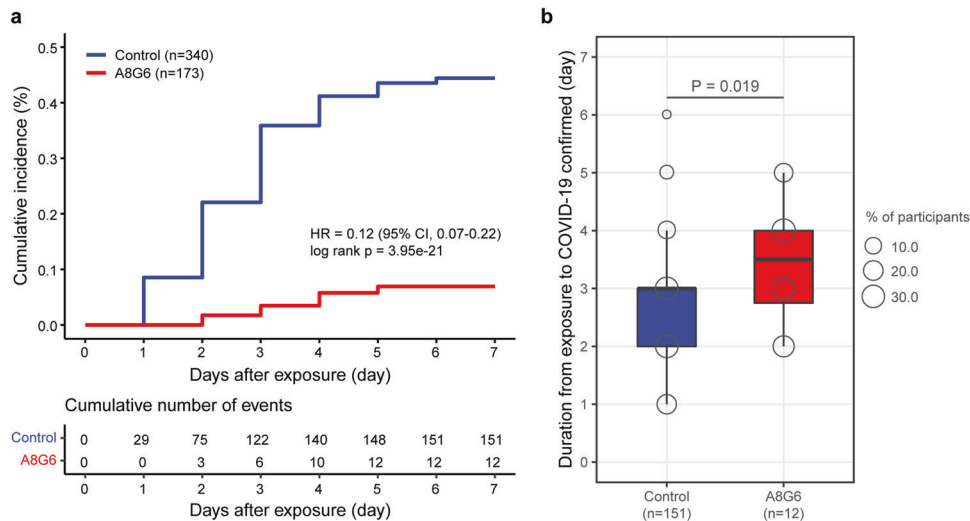 a
Cumulative incidence (%)
0.5
0.4
0.3
0.2
0.1
0.0
Control (n=340)
A8G6 (n=173)
HR = 0.12 (95% CI, 0.07-0.22)
log rank p = 3.95e-21
0 1 2 3 4 5 6 7
Days after exposure (day)
Cumulative number of events
Control 0 29 75 122 140 148 151 151
A8G6 0 0 3 6 10 12 12 12
0 1 2 3 4 5 6 7
Days after exposure (day)
b
Duration from exposure to COVID-19 confirmed (day)
7
6
5
4
3
2
1
0
P = 0.019
Control
(n=151)
A8G6
(n=12)
% of participants
10.0
20.0
30.0